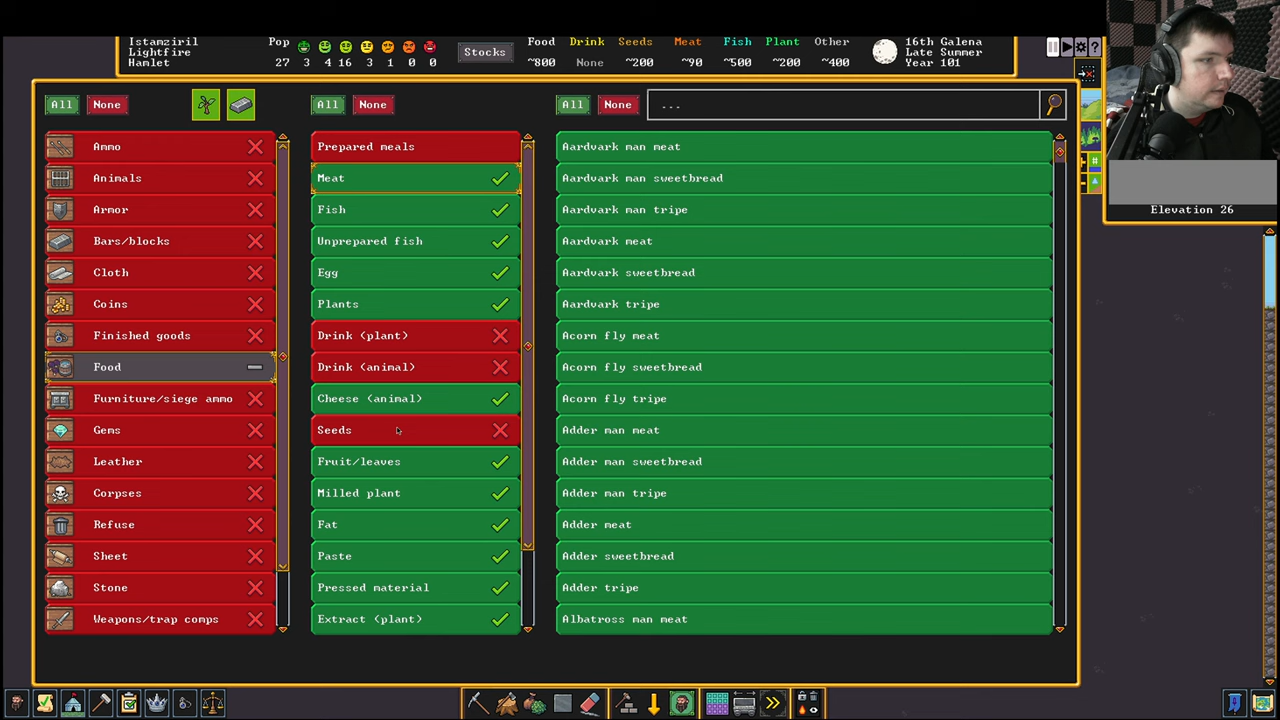 Istamziril Pop Stocks Food Drink Seeds Meat Fish Plant Other 16th Galena
Lightfire Late Summer
Hamlet 27 3 4 16 3 1 0 0 ~800 None ~200 ~90 ~500 ~200 ~400 Year 101
All None All None All None ...
Elevation 26
Ammo
Animals
Armor
Bars/blocks
Cloth
Coins
Finished goods
Food
Furniture/siege ammo
Gems
Leather
Corpses
Refuse
Sheet
Stone
Weapons/trap comps
Prepared meals
Meat
Fish
Unprepared fish
Egg
Plants
Drink (plant)
Drink (animal)
Cheese (animal)
Seeds
Fruit/leaves
Milled plant
Fat
Paste
Pressed material
Extract (plant)
Aardvark man meat
Aardvark man sweetbread
Aardvark man tripe
Aardvark meat
Aardvark sweetbread
Aardvark tripe
Acorn fly meat
Acorn fly sweetbread
Acorn fly tripe
Adder man meat
Adder man sweetbread
Adder man tripe
Adder meat
Adder sweetbread
Adder tripe
Albatross man meat